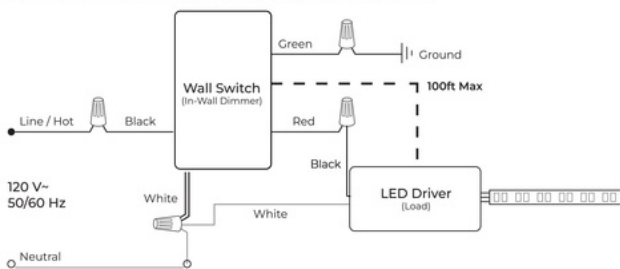 Green
Ground
Wall Switch
(In-Wall Dimmer)
100ft Max
Line / Hot
Black
Red
Black
120 V~
50/60 Hz
White
LED Driver
(Load)
White
Neutral